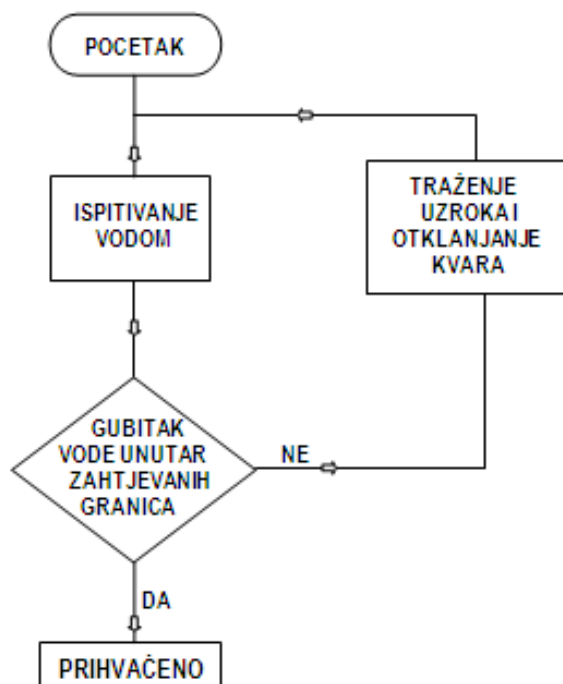 POCETAK
ISPITIVANJE
VODOM
TRAŽENJE
UZROKA I
OTKLANJANJE
KVARA
GUBITAK
VODE UNUTAR
ZAHTJEVANIH
GRANICA
NE
DA
PRIHVAĆENO